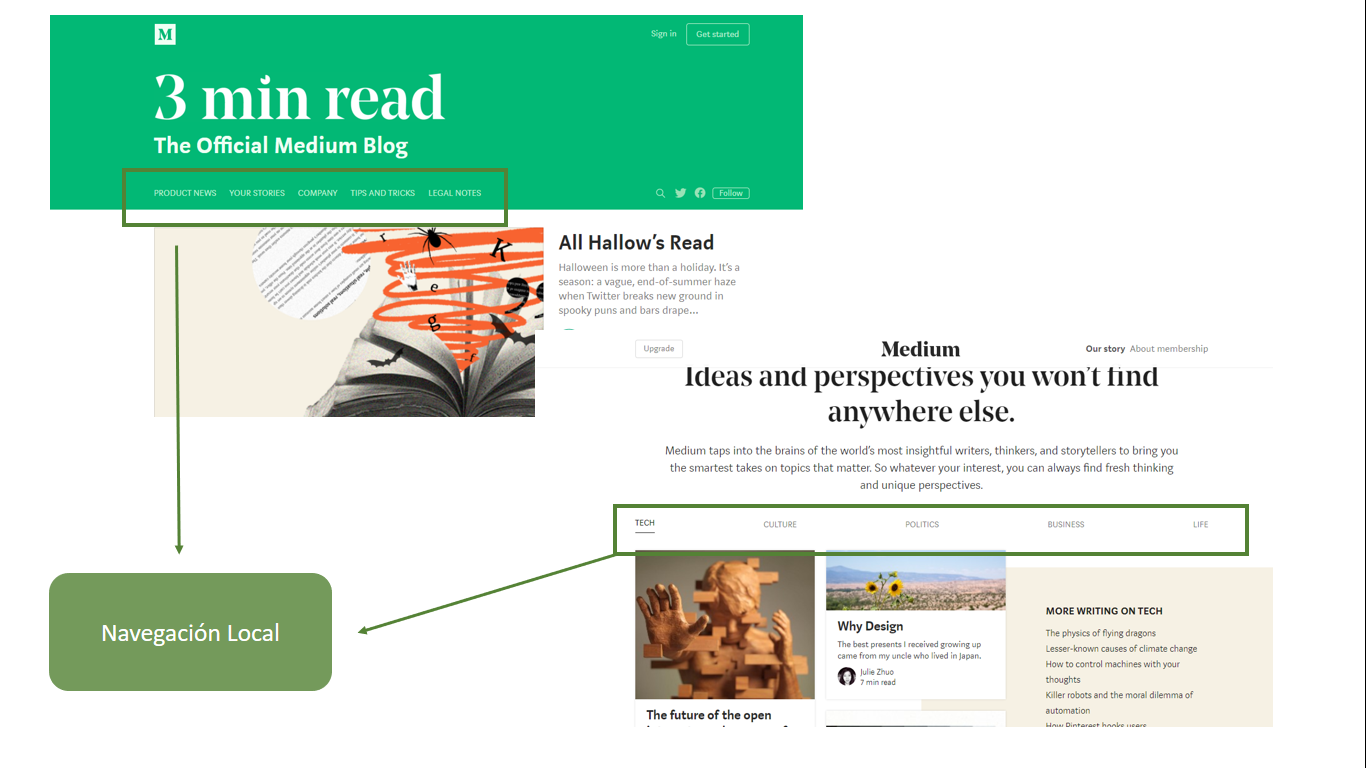 M
Sign in
Get started
3 min read
The Official Medium Blog
PRODUCT NEWS YOUR STORIES COMPANY TIPS AND TRICKS LEGAL NOTES
Follow
r
K
e
g
f
All Hallow’s Read
Halloween is more than a holiday. It’s a
season: a vague, end-of-summer haze
when Twitter breaks new ground in
spooky puns and bars drape…
Upgrade
Medium
Our story About membership
Ideas and perspectives you won’t find
anywhere else.
Medium taps into the brains of the world’s most insightful writers, thinkers, and storytellers to bring you
the smartest takes on topics that matter. So whatever your interest, you can always find fresh thinking
and unique perspectives.
TECH CULTURE POLITICS BUSINESS LIFE
The future of the open
Why Design
The best presents I received growing up
came from my uncle who lived in Japan.
Julie Zhuo
7 min read
MORE WRITING ON TECH
The physics of flying dragons
Lesser-known causes of climate change
How to control machines with your
thoughts
Killer robots and the moral dilemma of
automation
How Pinterest hooks users
Navegación Local